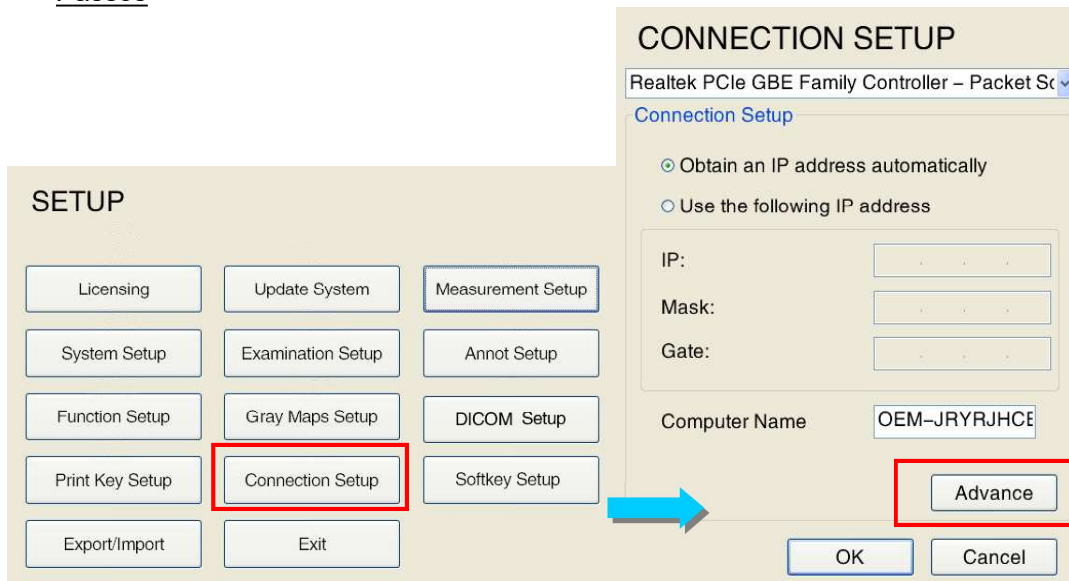 CONNECTION SETUP
Realtek PCIe GBE Family Controller – Packet Sc
Connection Setup
Obtain an IP address automatically
Use the following IP address
IP:
Mask:
Gate:
Computer Name OEM–JRYRJHCE
Advance
OK Cancel
SETUP
Licensing Update System Measurement Setup
System Setup Examination Setup Annot Setup
Function Setup Gray Maps Setup DICOM Setup
Print Key Setup Connection Setup Softkey Setup
Export/Import Exit